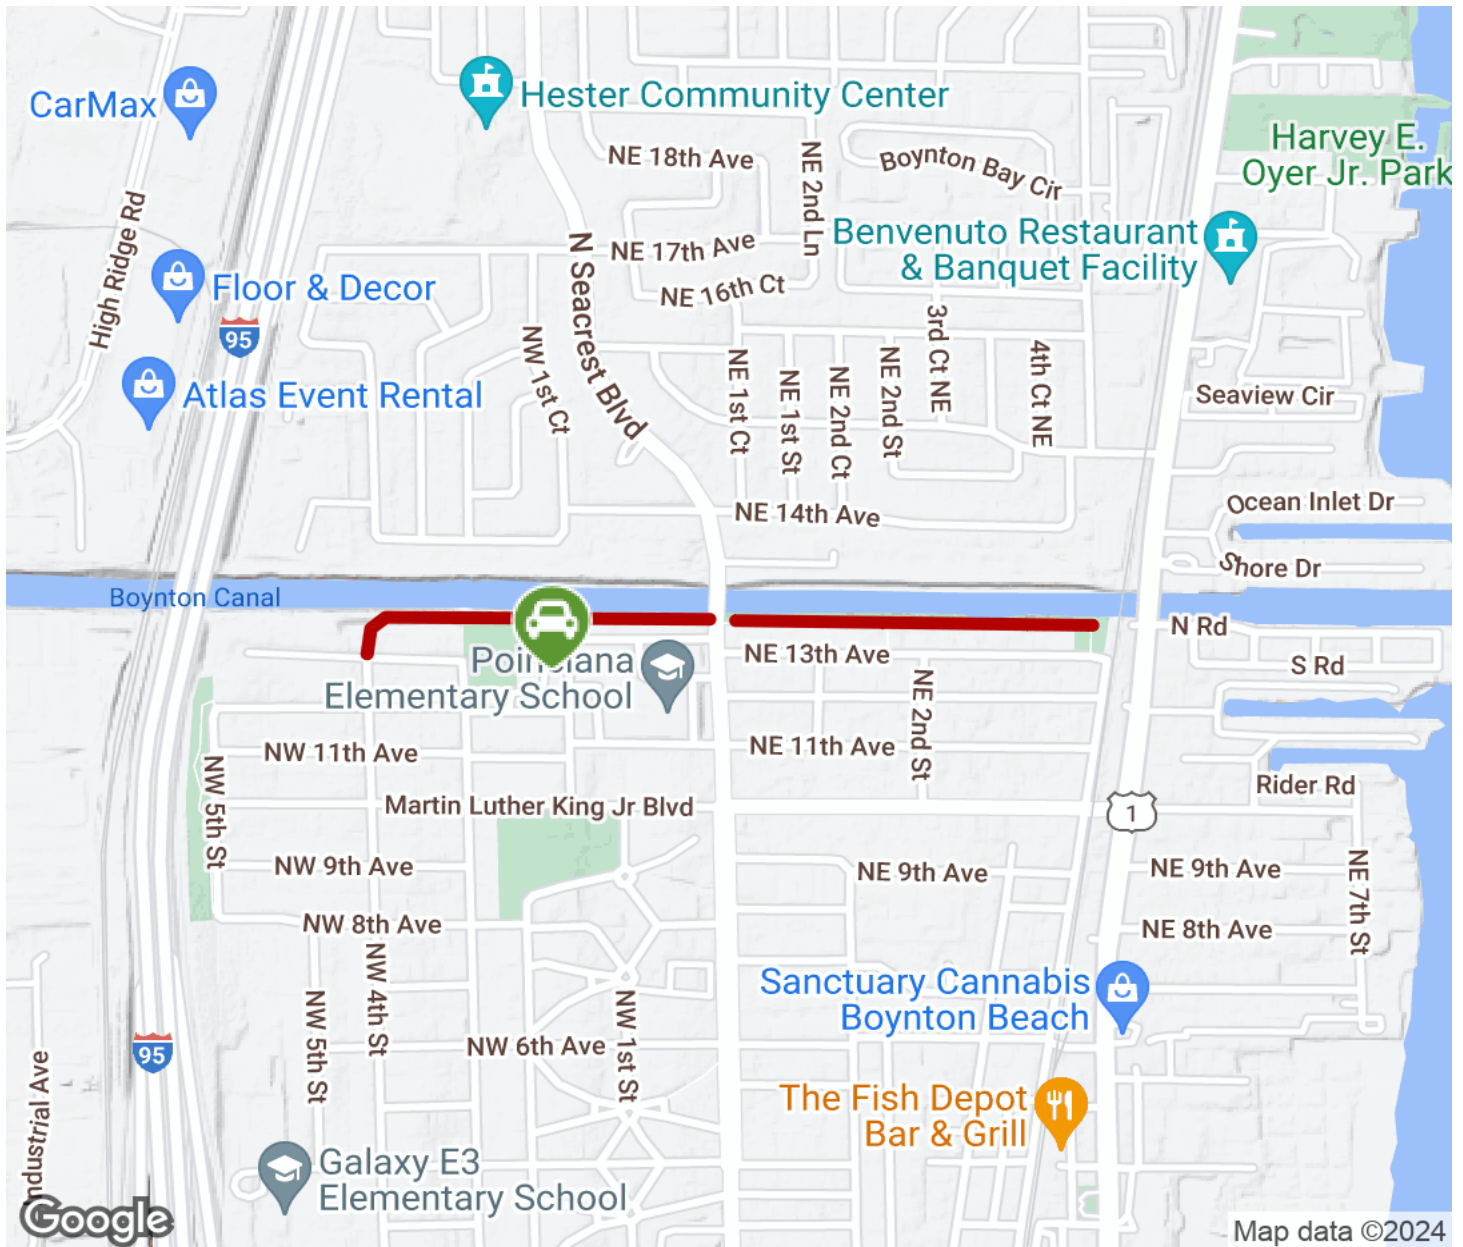 CarMax
Hester Community Center
Harvey E.
Oyer Jr. Park
NE 18th Ave
NE 2nd Ln
Boynton Bay Cir
High Ridge Rd
N Seacrest Blvd
NE 17th Ave
Benvenuto Restaurant
& Banquet Facility
Floor & Decor
NE 16th Ct
95
NW 1st Ct
3rd Ct NE
4th Ct NE
NE 1st Ct
NE 1st St
NE 2nd Ct
NE 2nd St
Atlas Event Rental
Seaview Cir
NE 14th Ave
Ocean Inlet Dr
Shore Dr
Boynton Canal
N Rd
Poinciana
Elementary School
NE 13th Ave
S Rd
NE 2nd St
NW 11th Ave
NE 11th Ave
NW 5th St
Rider Rd
Martin Luther King Jr Blvd
1
NW 9th Ave
NE 9th Ave
NE 9th Ave
NE 7th St
NW 8th Ave
NE 8th Ave
NW 4th St
Sanctuary Cannabis
Boynton Beach
NW 5th St
NW 1st St
NW 6th Ave
95
Industrial Ave
The Fish Depot
Bar & Grill
Galaxy E3
Elementary School
Google
Map data ©2024